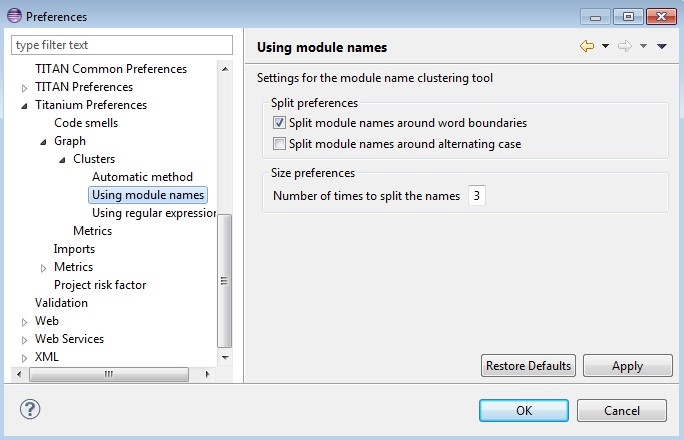 Preferences
type filter text
TITAN Common Preferences
TITAN Preferences
Titanium Preferences
Code smells
Graph
Clusters
Automatic method
Using module names
Using regular expression
Metrics
Imports
Metrics
Project risk factor
Validation
Web
Web Services
XML
Using module names
Settings for the module name clustering tool
Split preferences
Split module names around word boundaries
Split module names around alternating case
Size preferences
Number of times to split the names 3
Restore Defaults Apply
? OK Cancel